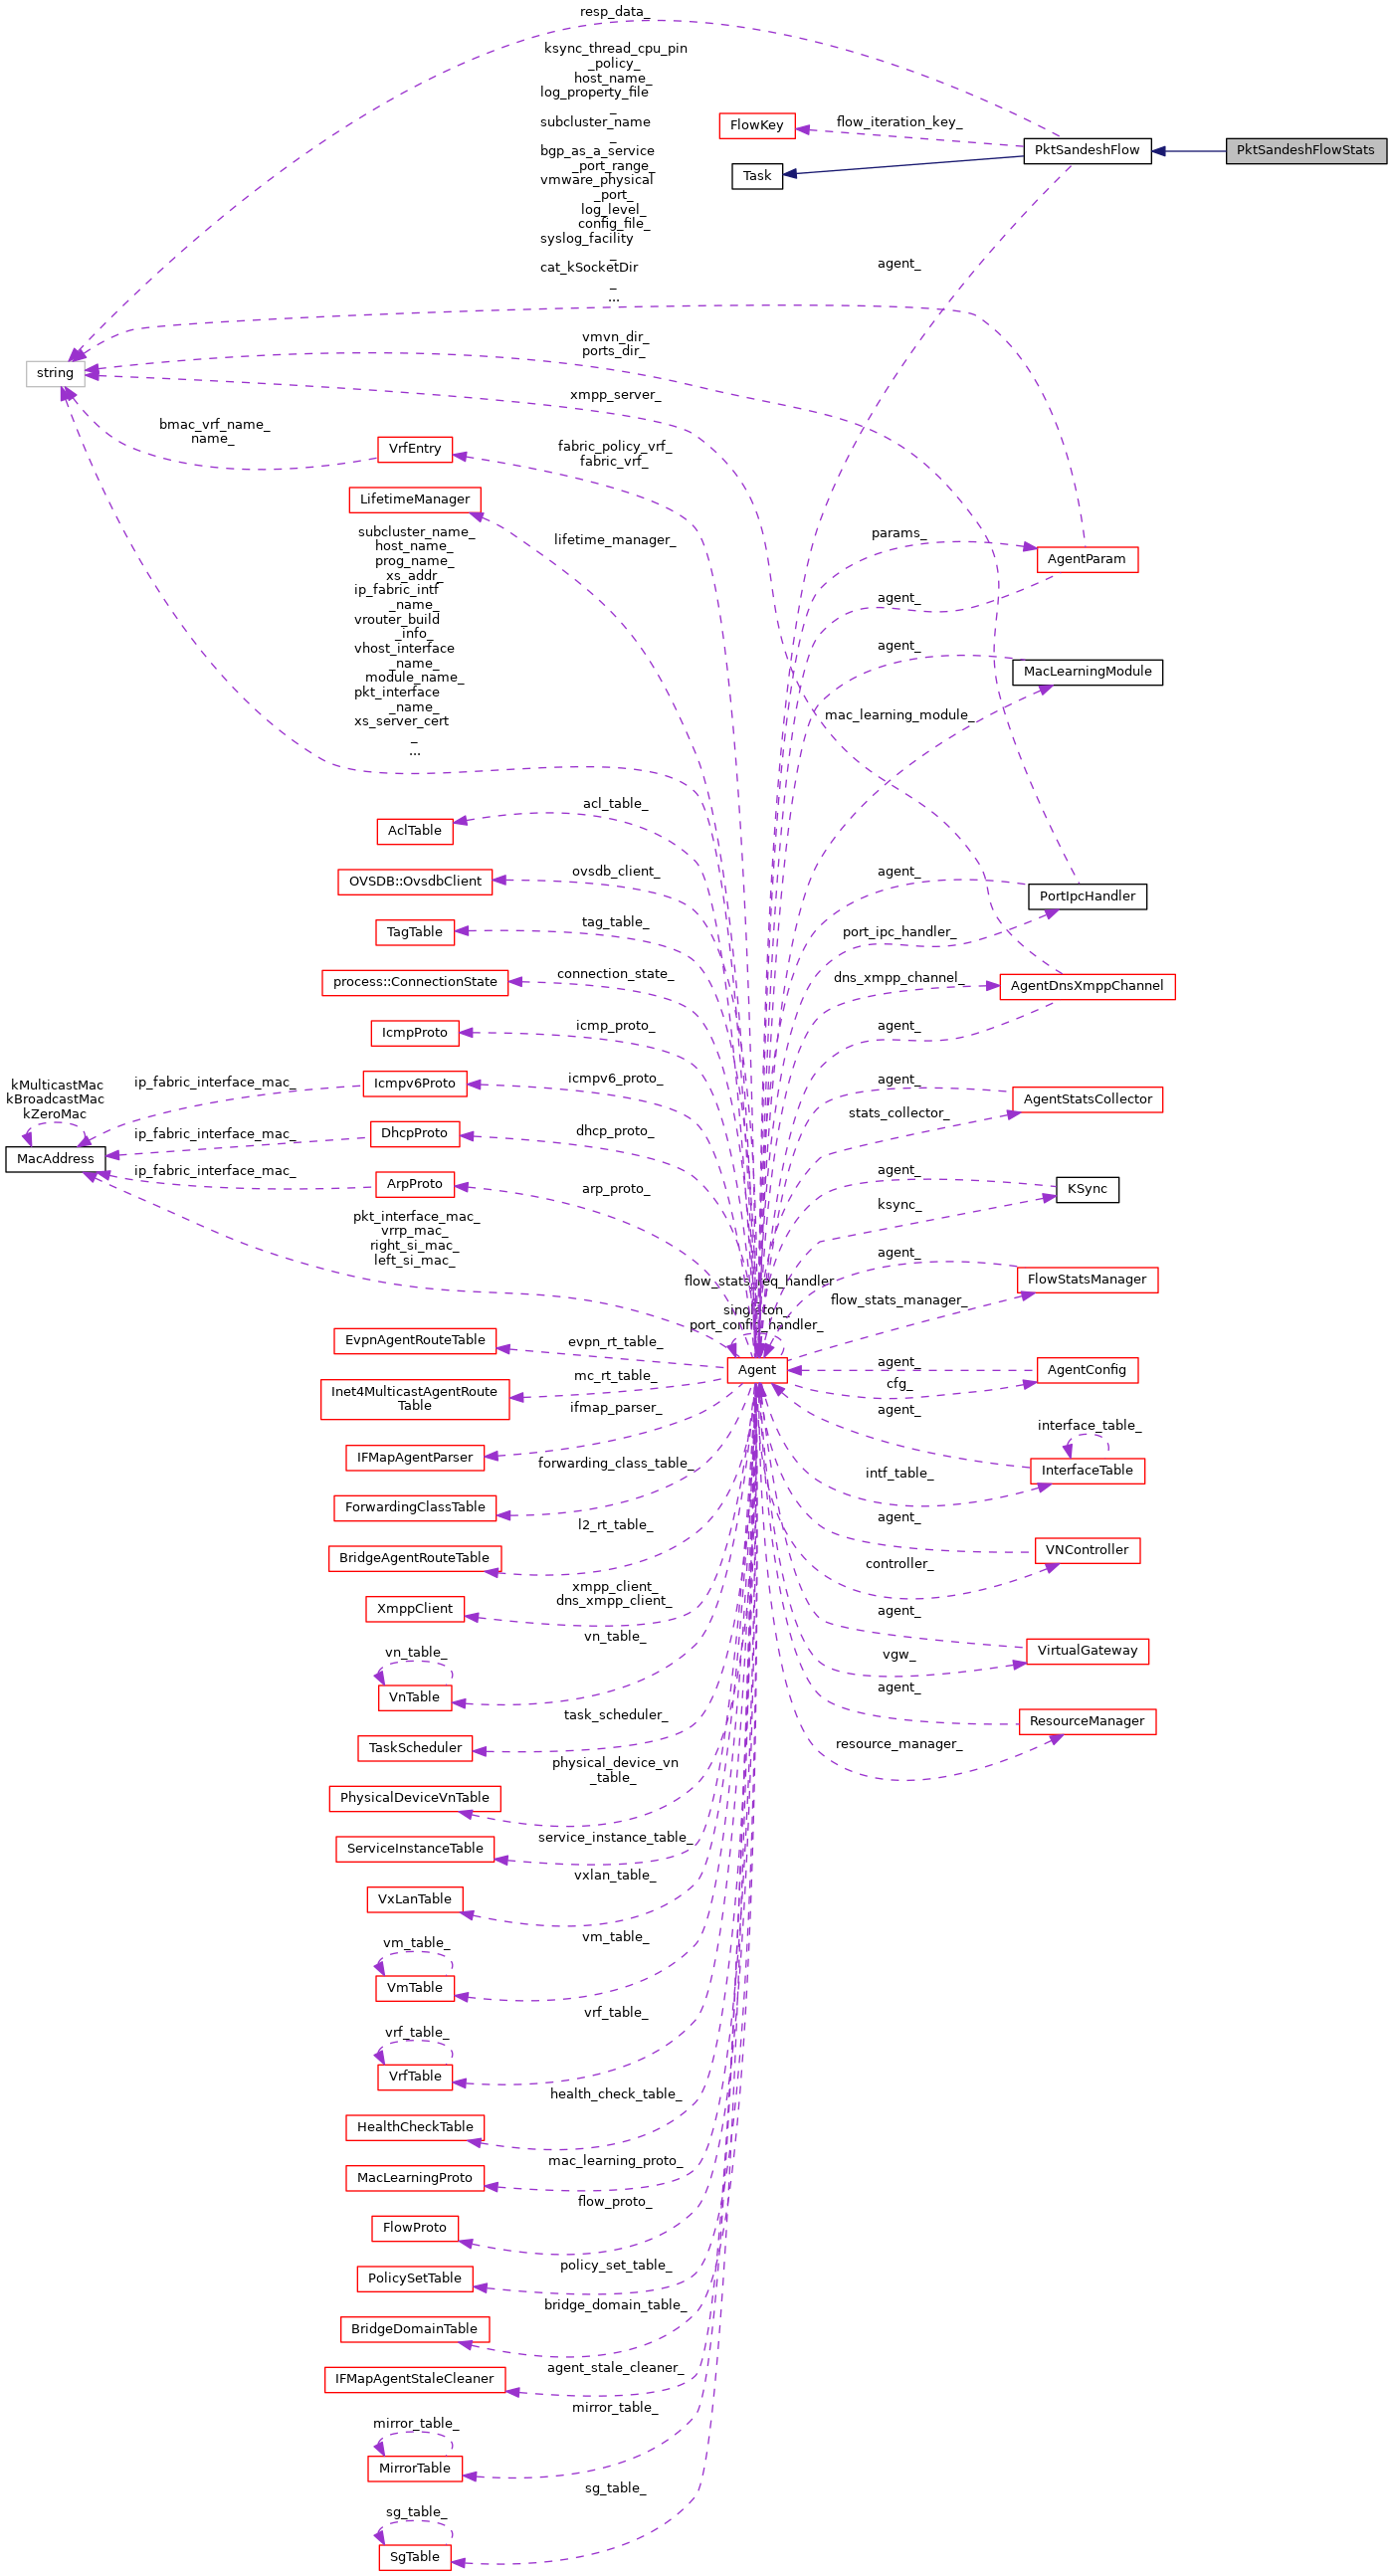 resp_data_
ksync_thread_cpu_pin
_policy_
host_name_
log_property_file
_
subcluster_name
_
bgp_as_a_service
_port_range_
vmware_physical
_port_
log_level_
config_file_
syslog_facility
_
cat_kSocketDir
_
...
FlowKey
flow_iteration_key_
PktSandeshFlow
PktSandeshFlowStats
Task
agent_
vmvn_dir_
ports_dir_
string
xmpp_server_
bmac_vrf_name_
name_
VrfEntry
fabric_policy_vrf_
fabric_vrf_
LifetimeManager
lifetime_manager_
params_
AgentParam
agent_
subcluster_name_
host_name_
prog_name_
xs_addr_
ip_fabric_intf
_name_
vrouter_build
_info_
vhost_interface
_name_
module_name_
pkt_interface
_name_
xs_server_cert
_
...
agent_
MacLearningModule
mac_learning_module_
AclTable
acl_table_
OVSDB::OvsdbClient
ovsdb_client_
agent_
PortIpcHandler
TagTable
tag_table_
port_ipc_handler_
process::ConnectionState
connection_state_
dns_xmpp_channel_
AgentDnsXmppChannel
IcmpProto
icmp_proto_
agent_
kMulticastMac
kBroadcastMac
kZeroMac
ip_fabric_interface_mac_
Icmpv6Proto
icmpv6_proto_
agent_
AgentStatsCollector
stats_collector_
ip_fabric_interface_mac_
DhcpProto
dhcp_proto_
MacAddress
ip_fabric_interface_mac_
ArpProto
arp_proto_
agent_
KSync
ksync_
pkt_interface_mac_
vrrp_mac_
right_si_mac_
left_si_mac_
agent_
FlowStatsManager
flow_stats_manager_
flow_stats_req_handler
_
singleton_
port_config_handler_
EvpnAgentRouteTable
evpn_rt_table_
Agent
agent_
AgentConfig
cfg_
Inet4MulticastAgentRoute
Table
mc_rt_table_
IFMapAgentParser
ifmap_parser_
agent_
interface_table_
InterfaceTable
intf_table_
ForwardingClassTable
forwarding_class_table_
BridgeAgentRouteTable
l2_rt_table_
agent_
VNController
controller_
XmppClient
xmpp_client_
dns_xmpp_client_
agent_
VirtualGateway
vgw_
vn_table_
VnTable
vn_table_
agent_
ResourceManager
resource_manager_
TaskScheduler
task_scheduler_
PhysicalDeviceVnTable
physical_device_vn
_table_
ServiceInstanceTable
service_instance_table_
VxLanTable
vxlan_table_
vm_table_
VmTable
vm_table_
vrf_table_
VrfTable
vrf_table_
HealthCheckTable
health_check_table_
MacLearningProto
mac_learning_proto_
FlowProto
flow_proto_
PolicySetTable
policy_set_table_
BridgeDomainTable
bridge_domain_table_
IFMapAgentStaleCleaner
agent_stale_cleaner_
mirror_table_
MirrorTable
mirror_table_
sg_table_
SgTable
sg_table_